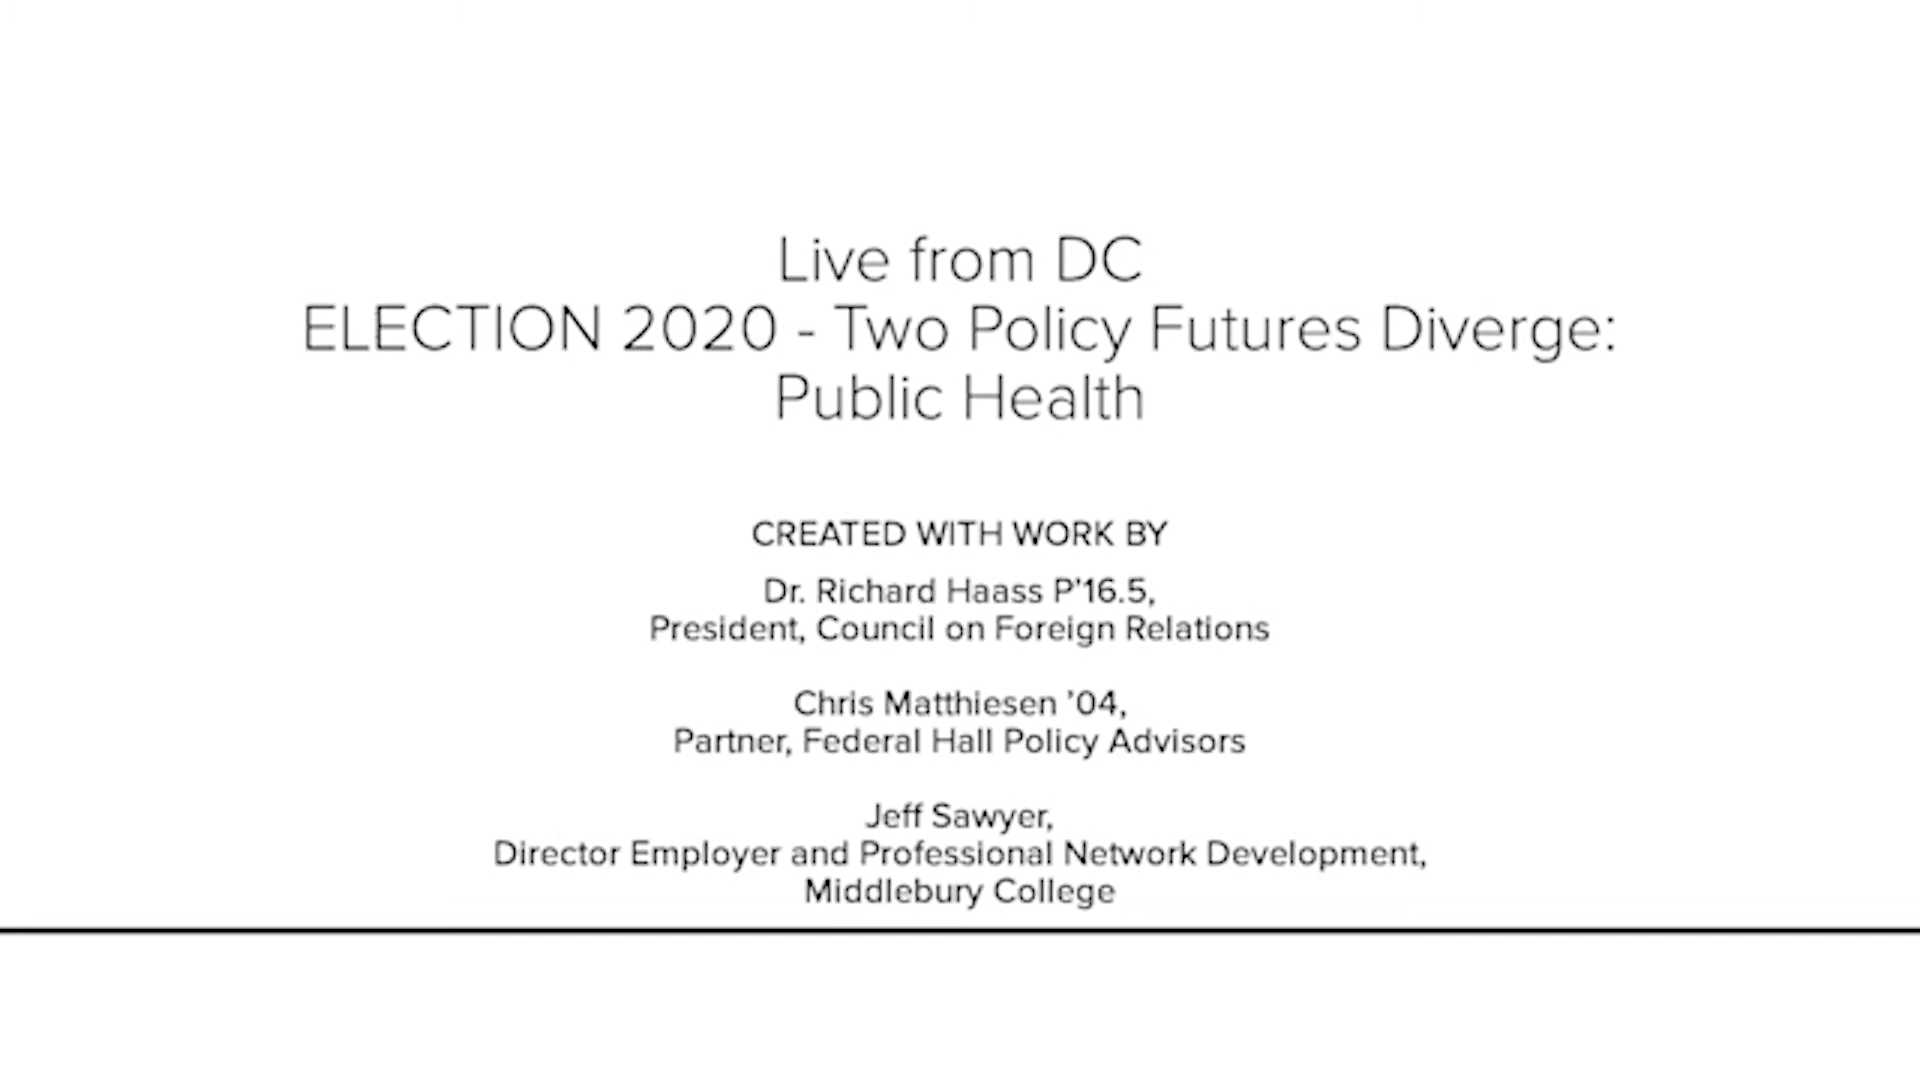 Live from DC
ELECTION 2020 - Two Policy Futures Diverge:
Public Health
CREATED WITH WORK BY
Dr. Richard Haass P’16.5,
President, Council on Foreign Relations
Chris Matthiesen ’04,
Partner, Federal Hall Policy Advisors
Jeff Sawyer,
Director Employer and Professional Network Development,
Middlebury College